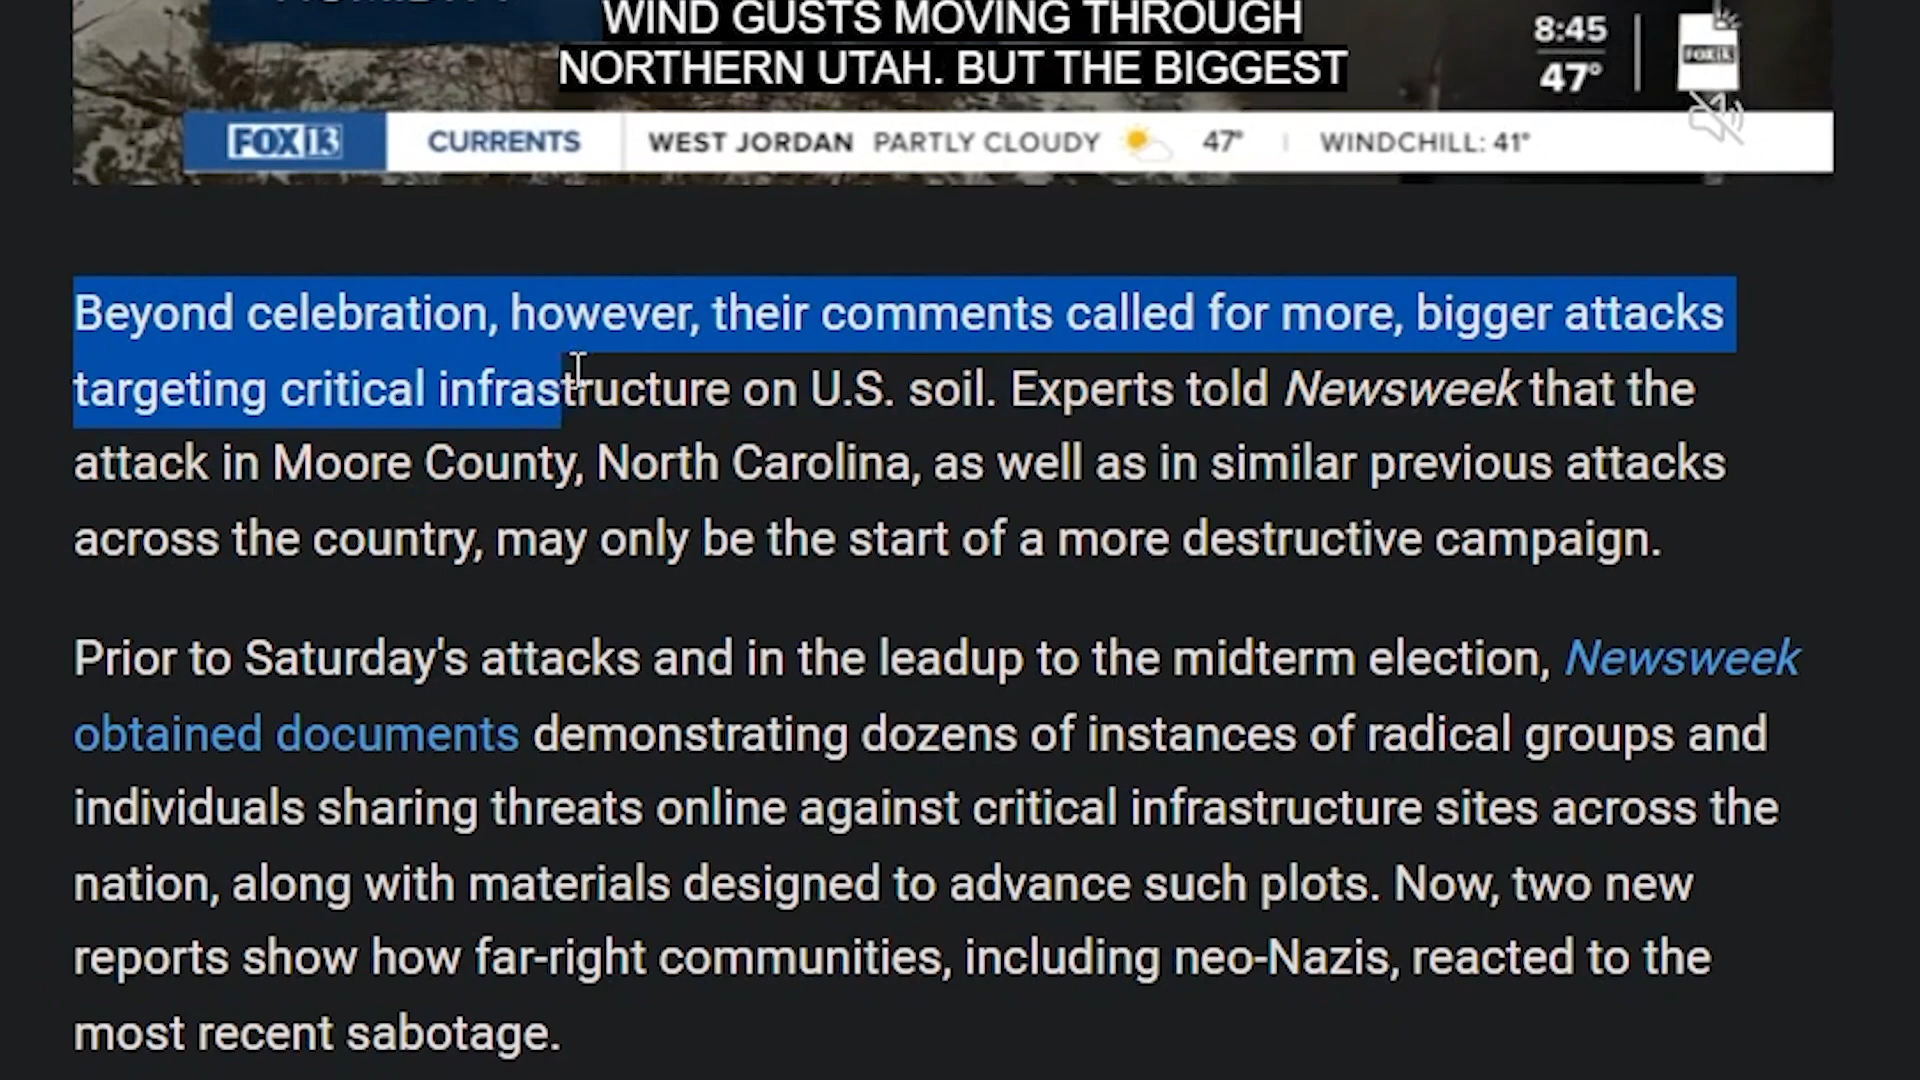 WIND GUSTS MOVING THROUGH
NORTHERN UTAH. BUT THE BIGGEST
8:45
47°
FOX 13
FOX 13 CURRENTS WEST JORDAN PARTLY CLOUDY 47° WINDCHILL: 41°
Beyond celebration, however, their comments called for more, bigger attacks
targeting critical infrastructure on U.S. soil. Experts told Newsweek that the
attack in Moore County, North Carolina, as well as in similar previous attacks
across the country, may only be the start of a more destructive campaign.
Prior to Saturday's attacks and in the leadup to the midterm election, Newsweek
obtained documents demonstrating dozens of instances of radical groups and
individuals sharing threats online against critical infrastructure sites across the
nation, along with materials designed to advance such plots. Now, two new
reports show how far-right communities, including neo-Nazis, reacted to the
most recent sabotage.